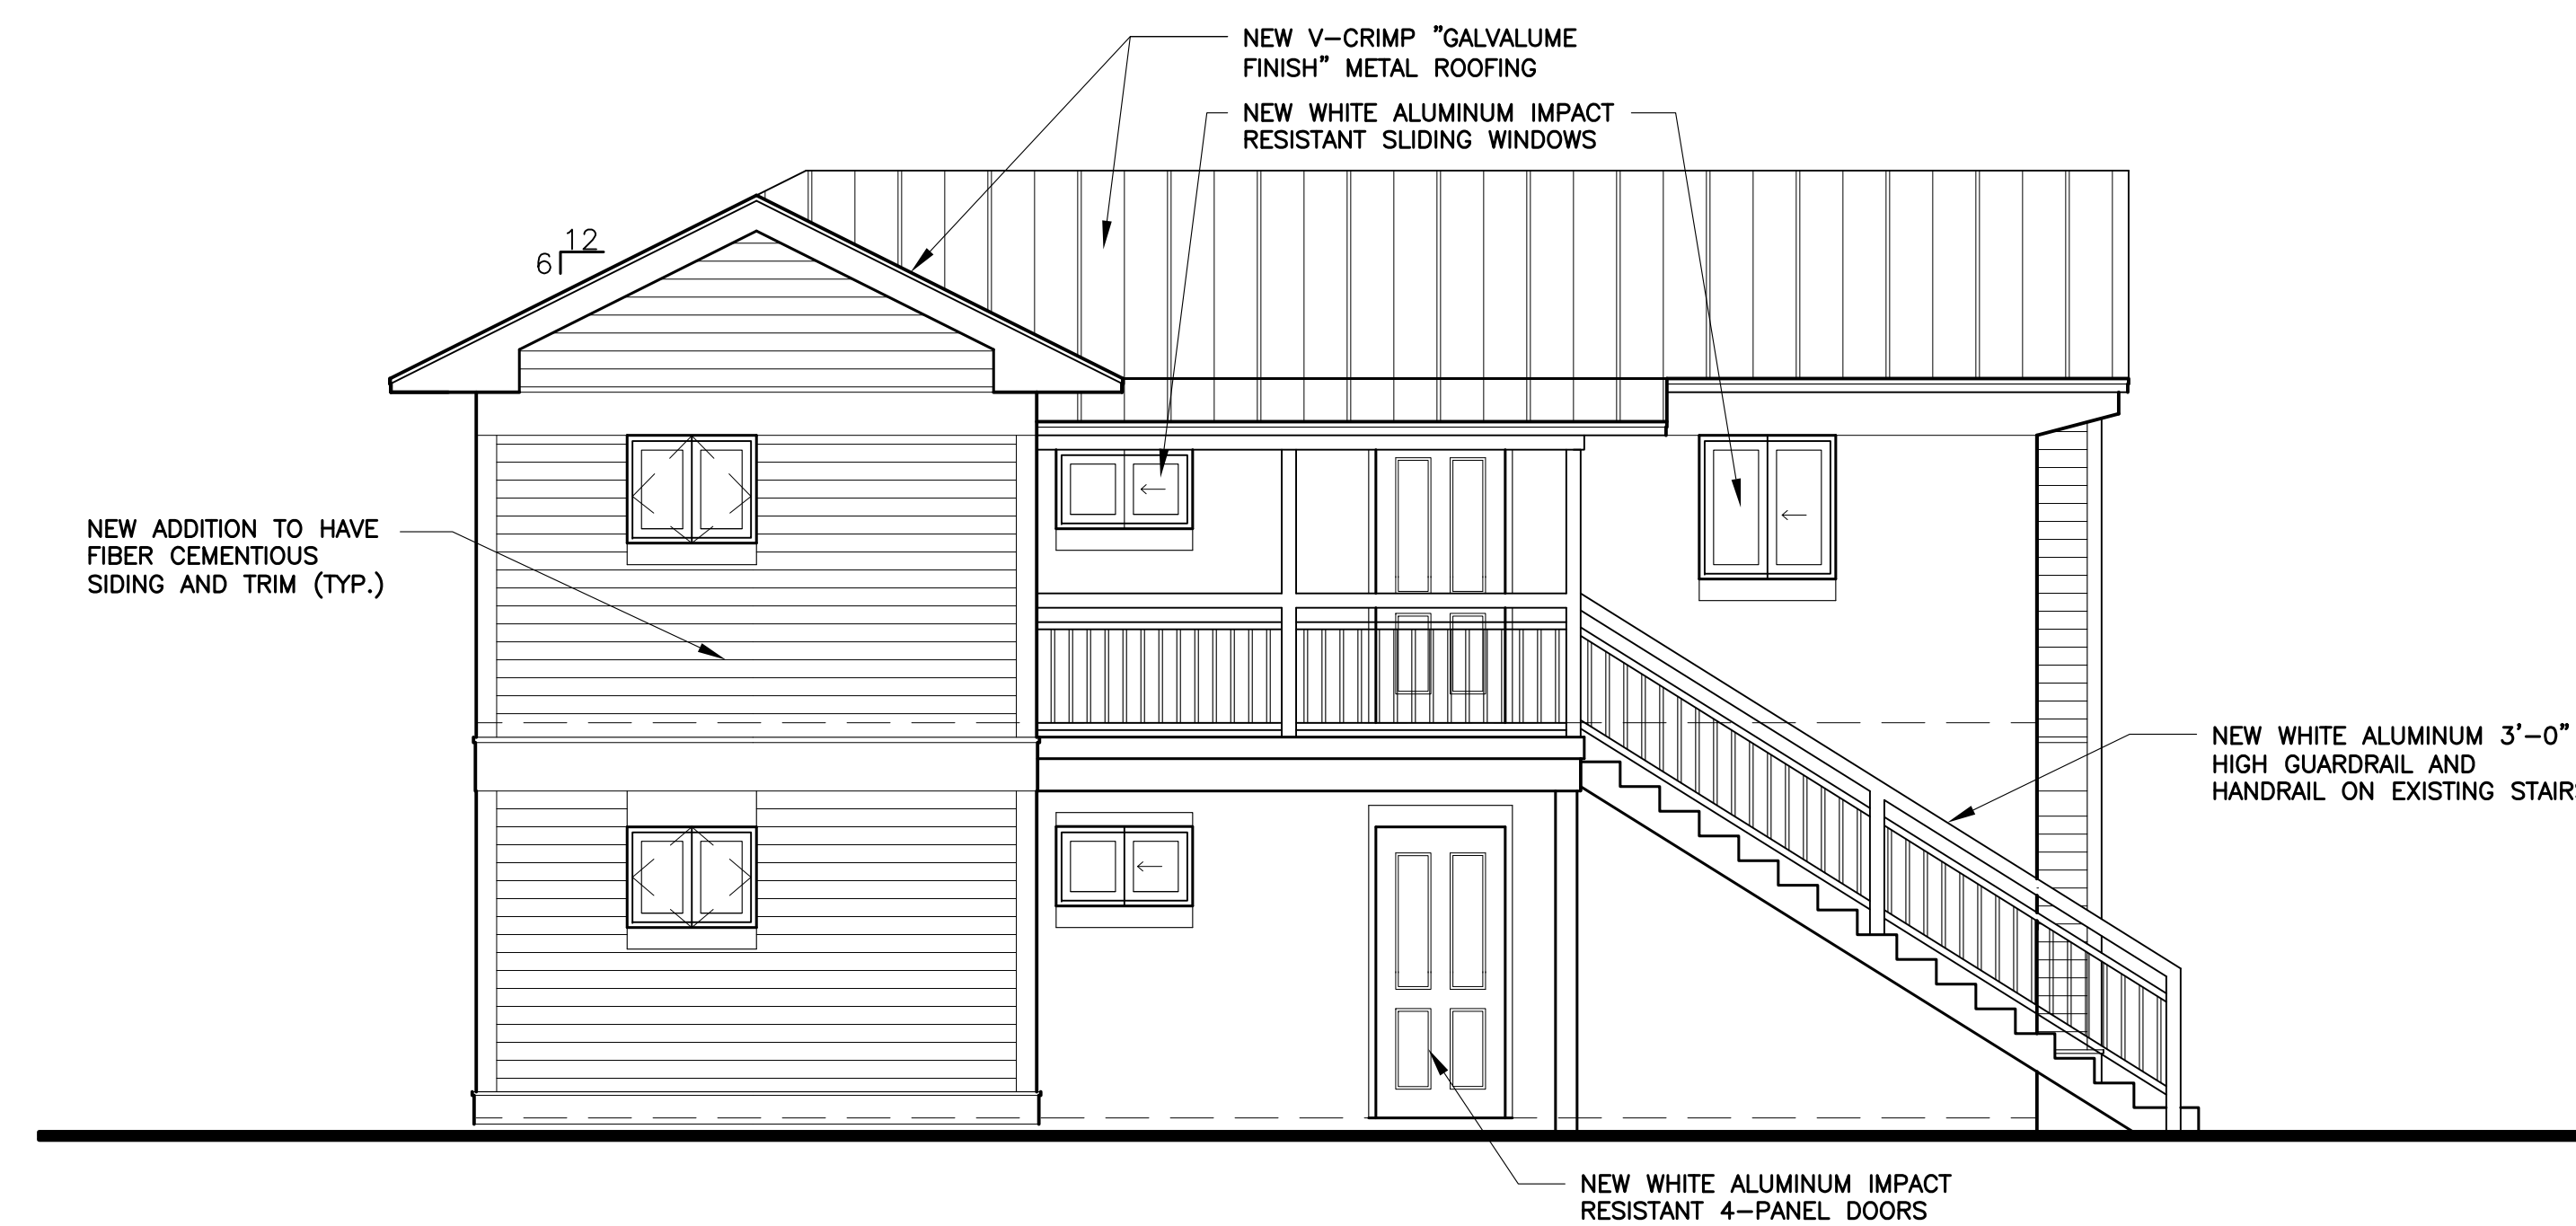 NEW V-CRIMP "GALVALUME
FINISH" METAL ROOFING
NEW WHITE ALUMINUM IMPACT
RESISTANT SLIDING WINDOWS
12
6
NEW ADDITION TO HAVE
FIBER CEMENTIOUS
SIDING AND TRIM (TYP.)
NEW WHITE ALUMINUM 3'-0"
HIGH GUARDRAIL AND
HANDRAIL ON EXISTING STAIR
NEW WHITE ALUMINUM IMPACT
RESISTANT 4-PANEL DOORS